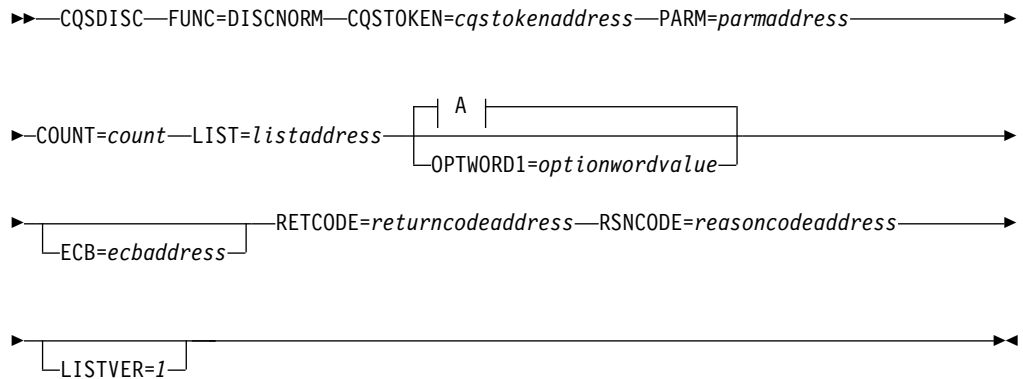 CQSDISC FUNC=DISCNORM CQSTOKEN=cqstokenaddress PARM=parmaddress
A
COUNT=count LIST=listaddress
OPTWORD1=optionwordvalue
RETCODE=returncodeaddress RSNCODE=reasoncodeaddress
ECB=ecbaddress
LISTVER=1